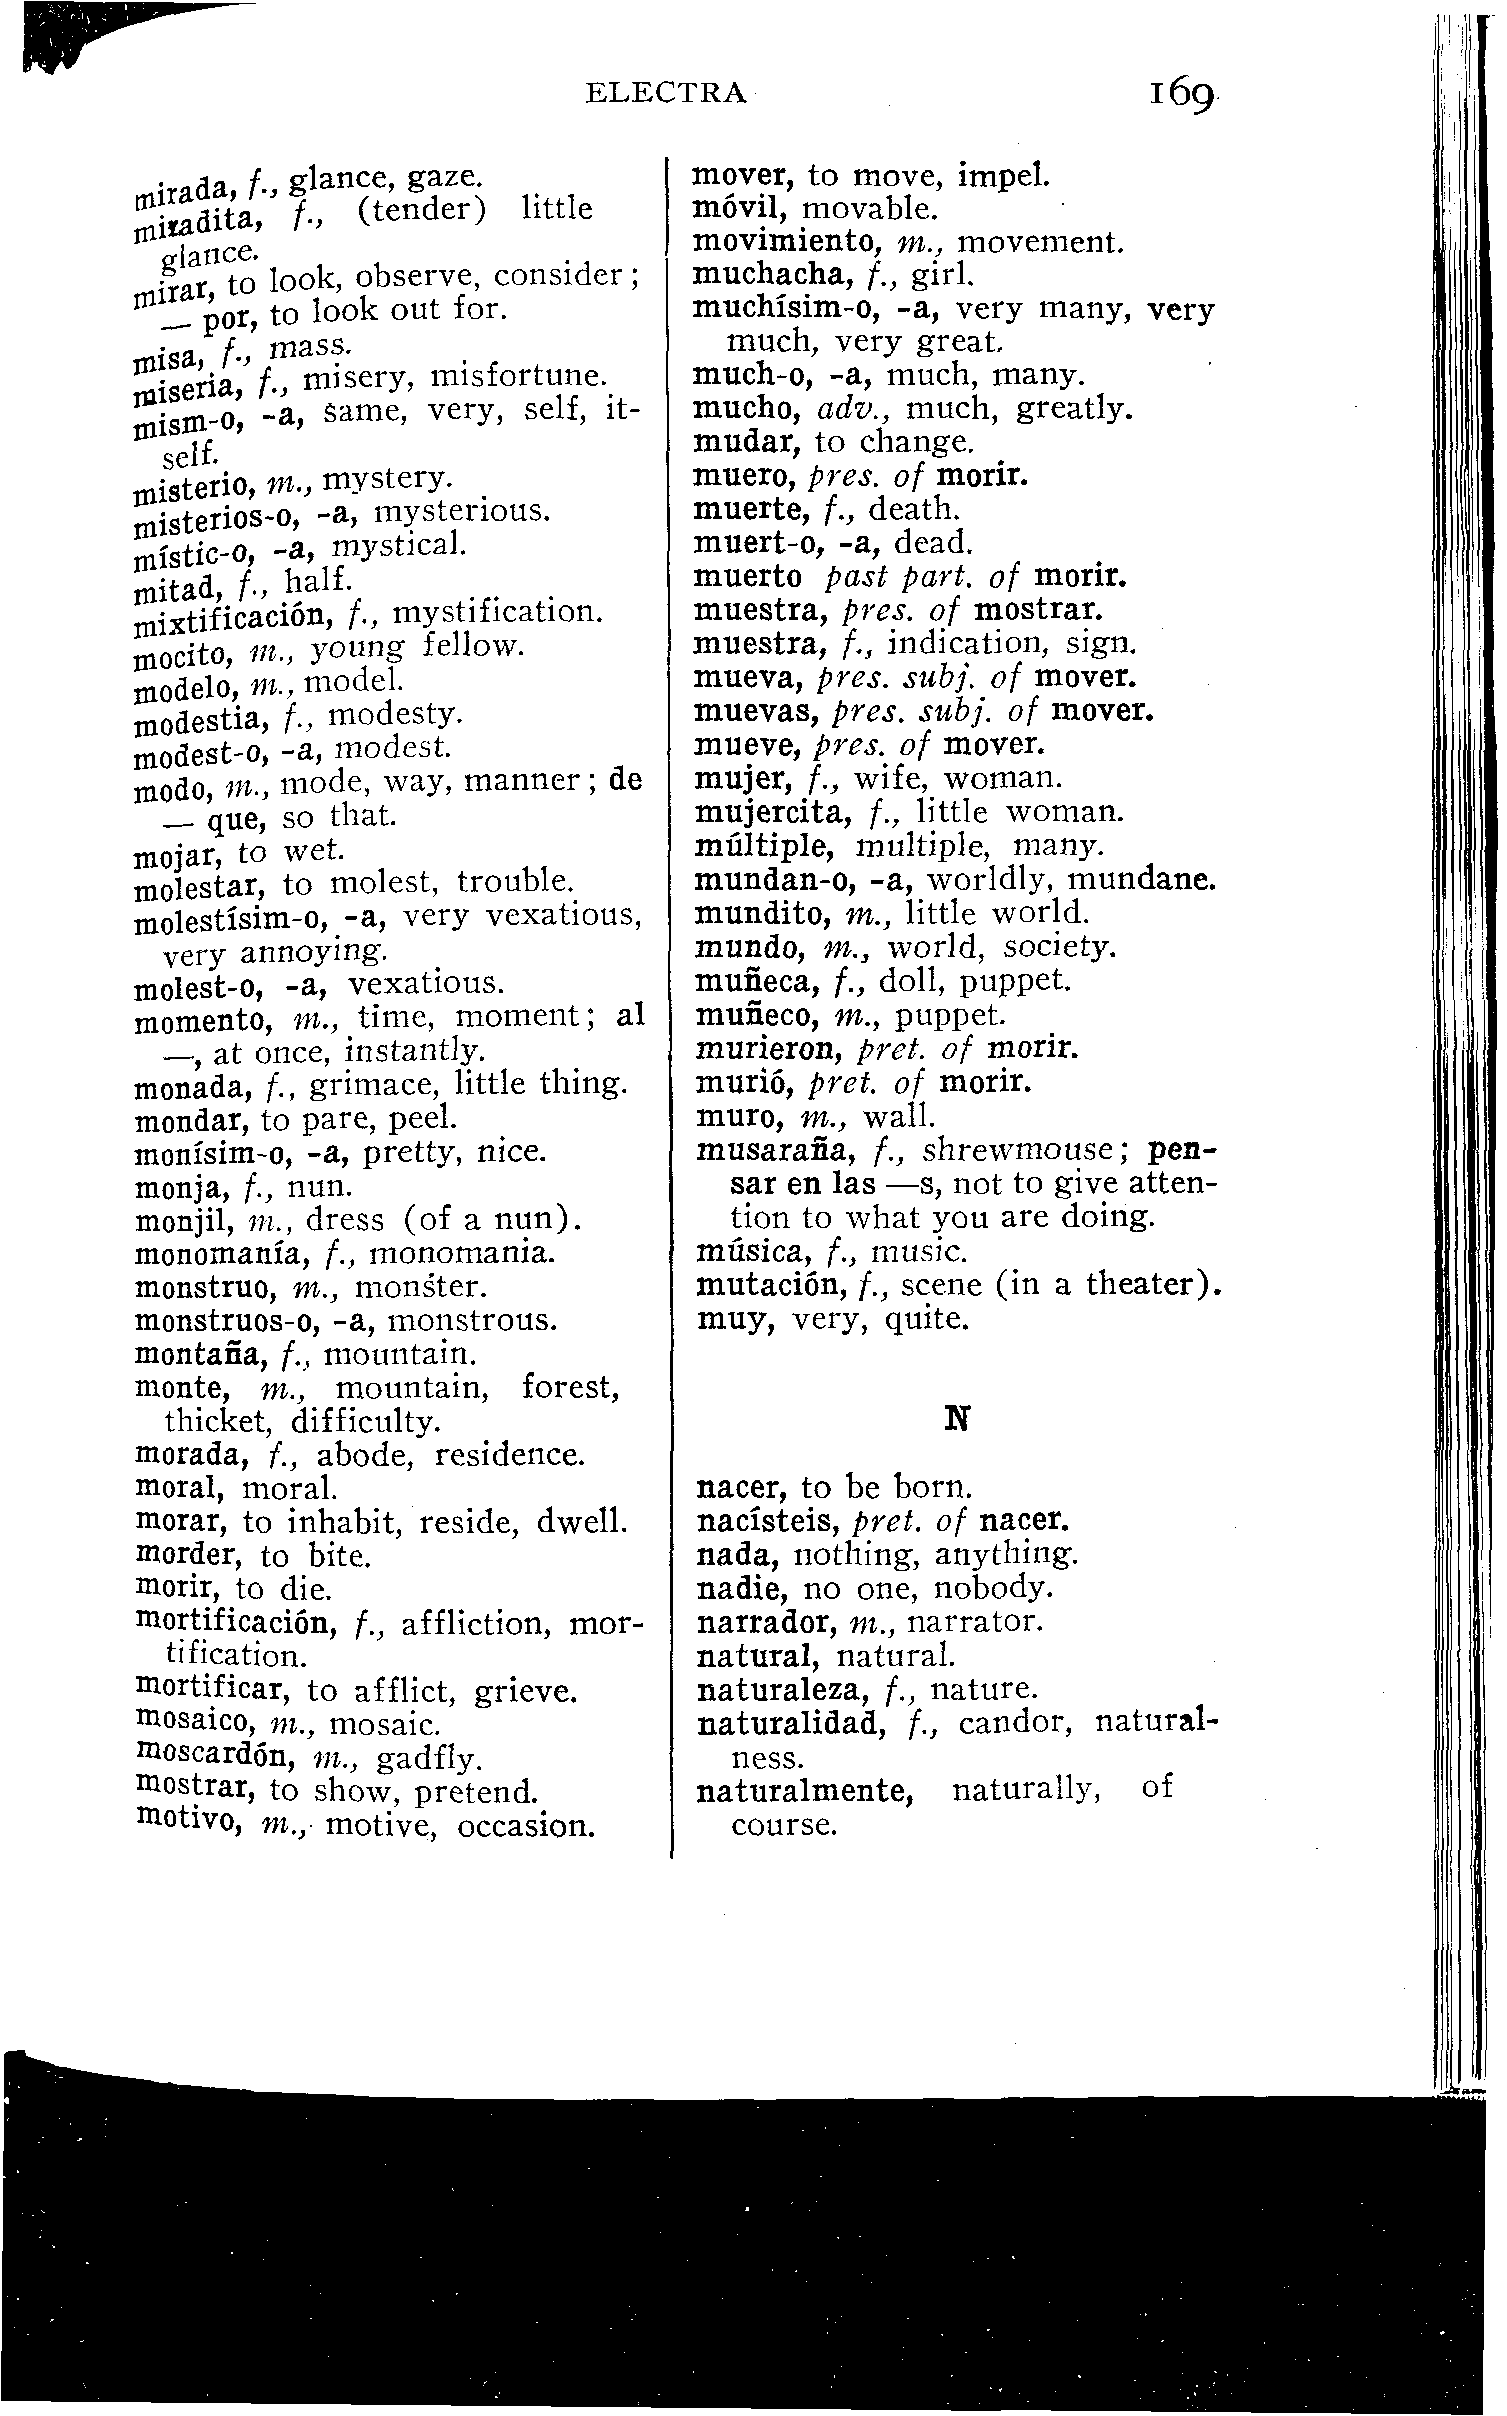 ELECTRA 169
mirada, f., glance, gaze.
miradita, f., (tender) little
glance.
mirar, to look, observe, consider;
— por, to look out for.
misa, f., mass.
miseria, f., misery, misfortune.
mism-o, -a, same, very, self, it-
self.
misterio, m., mystery.
misterios-o, -a, mysterious.
místic-o, -a, mystical.
mitad, f., half.
mixtificación, f., mystification.
mocito, m., young fellow.
modelo, m., model.
modestia, f., modesty.
modest-o, -a, modest.
modo, m., mode, way, manner; de
— que, so that.
mojar, to wet.
molestar, to molest, trouble.
molestísim-o, -a, very vexatious,
very annoying.
molest-o, -a, vexatious.
momento, m., time, moment; al
—, at once, instantly.
monada, f., grimace, little thing.
mondar, to pare, peel.
monísim-o, -a, pretty, nice.
monja, f., nun.
monjil, m., dress (of a nun).
monomanía, f., monomania.
monstruo, m., monster.
monstruos-o, -a, monstrous.
montaña, f., mountain.
monte, m., mountain, forest,
thicket, difficulty.
morada, f., abode, residence.
moral, moral.
morar, to inhabit, reside, dwell.
morder, to bite.
morir, to die.
mortificación, f., affliction, mor-
tification.
mortificar, to afflict, grieve.
mosaico, m., mosaic.
moscardón, m., gadfly.
mostrar, to show, pretend.
motivo, m., motive, occasion.
mover, to move, impel.
móvil, movable.
movimiento, m., movement.
muchacha, f., girl.
muchísim-o, -a, very many, very
much, very great.
much-o, -a, much, many.
mucho, adv., much, greatly.
mudar, to change.
muero, pres. of morir.
muerte, f., death.
muert-o, -a, dead.
muerto past part. of morir.
muestra, pres. of mostrar.
muestra, f., indication, sign.
mueva, pres. subj. of mover.
muevas, pres. subj. of mover.
mueve, pres. of mover.
mujer, f., wife, woman.
mujercita, f., little woman.
múltiple, multiple, many.
mundan-o, -a, worldly, mundane.
mundito, m., little world.
mundo, m., world, society.
muñeca, f., doll, puppet.
muñeco, m., puppet.
murieron, pret. of morir.
murió, pret. of morir.
muro, m., wall.
musaraña, f., shrewmouse; pen-
sar en las —s, not to give atten-
tion to what you are doing.
música, f., music.
mutación, f., scene (in a theater).
muy, very, quite.
N
nacer, to be born.
nacísteis, pret. of nacer.
nada, nothing, anything.
nadie, no one, nobody.
narrador, m., narrator.
natural, natural.
naturaleza, f., nature.
naturalidad, f., candor, natural-
ness.
naturalmente, naturally, of
course.